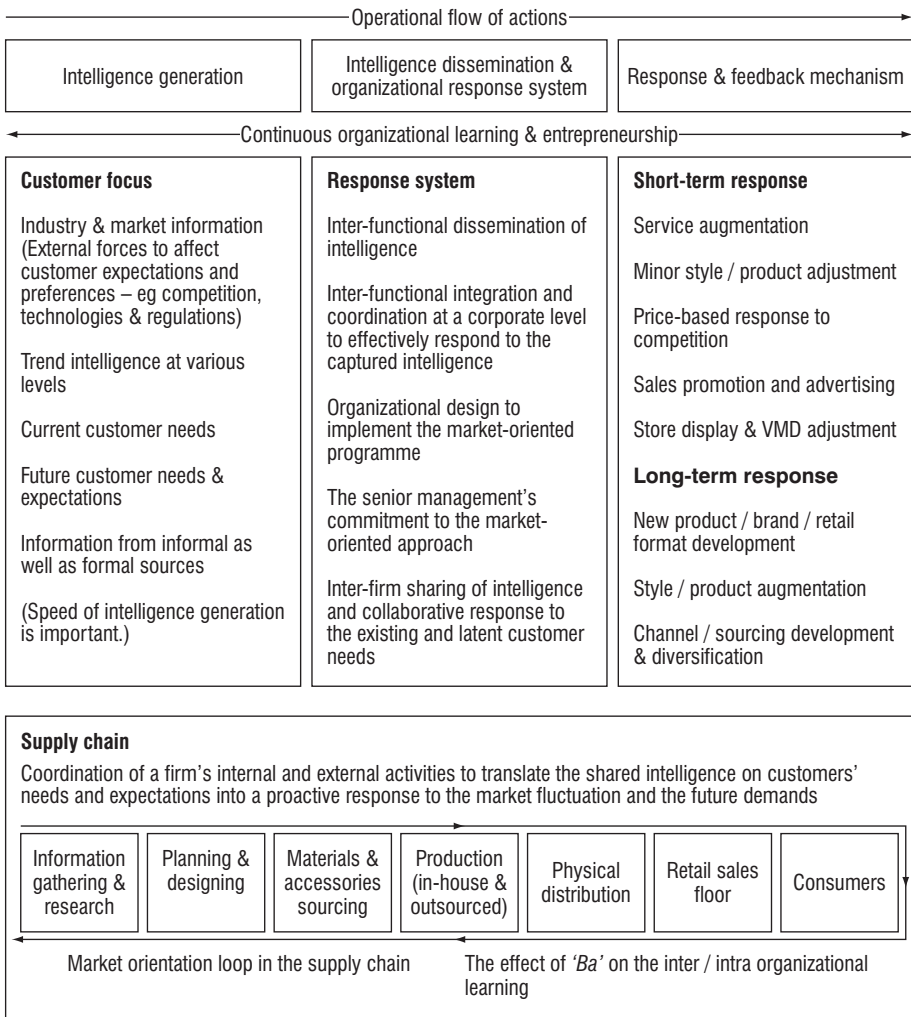 Operational flow of actions
Intelligence generation
Intelligence dissemination &
organizational response system
Response & feedback mechanism
Continuous organizational learning & entrepreneurship
Customer focus
Industry & market information
(External forces to affect
customer expectations and
preferences – eg competition,
technologies & regulations)
Trend intelligence at various
levels
Current customer needs
Future customer needs &
expectations
Information from informal as
well as formal sources
(Speed of intelligence generation
is important.)
Response system
Inter-functional dissemination of
intelligence
Inter-functional integration and
coordination at a corporate level
to effectively respond to the
captured intelligence
Organizational design to
implement the market-oriented
programme
The senior management’s
commitment to the market-
oriented approach
Inter-firm sharing of intelligence
and collaborative response to
the existing and latent customer
needs
Short-term response
Service augmentation
Minor style / product adjustment
Price-based response to
competition
Sales promotion and advertising
Store display & VMD adjustment
Long-term response
New product / brand / retail
format development
Style / product augmentation
Channel / sourcing development
& diversification
Supply chain
Coordination of a firm’s internal and external activities to translate the shared intelligence on customers’
needs and expectations into a proactive response to the market fluctuation and the future demands
Information
gathering &
research
Planning &
designing
Materials &
accessories
sourcing
Production
(in-house &
outsourced)
Physical
distribution
Retail sales
floor
Consumers
Market orientation loop in the supply chain
The effect of ‘Ba’ on the inter / intra organizational
learning